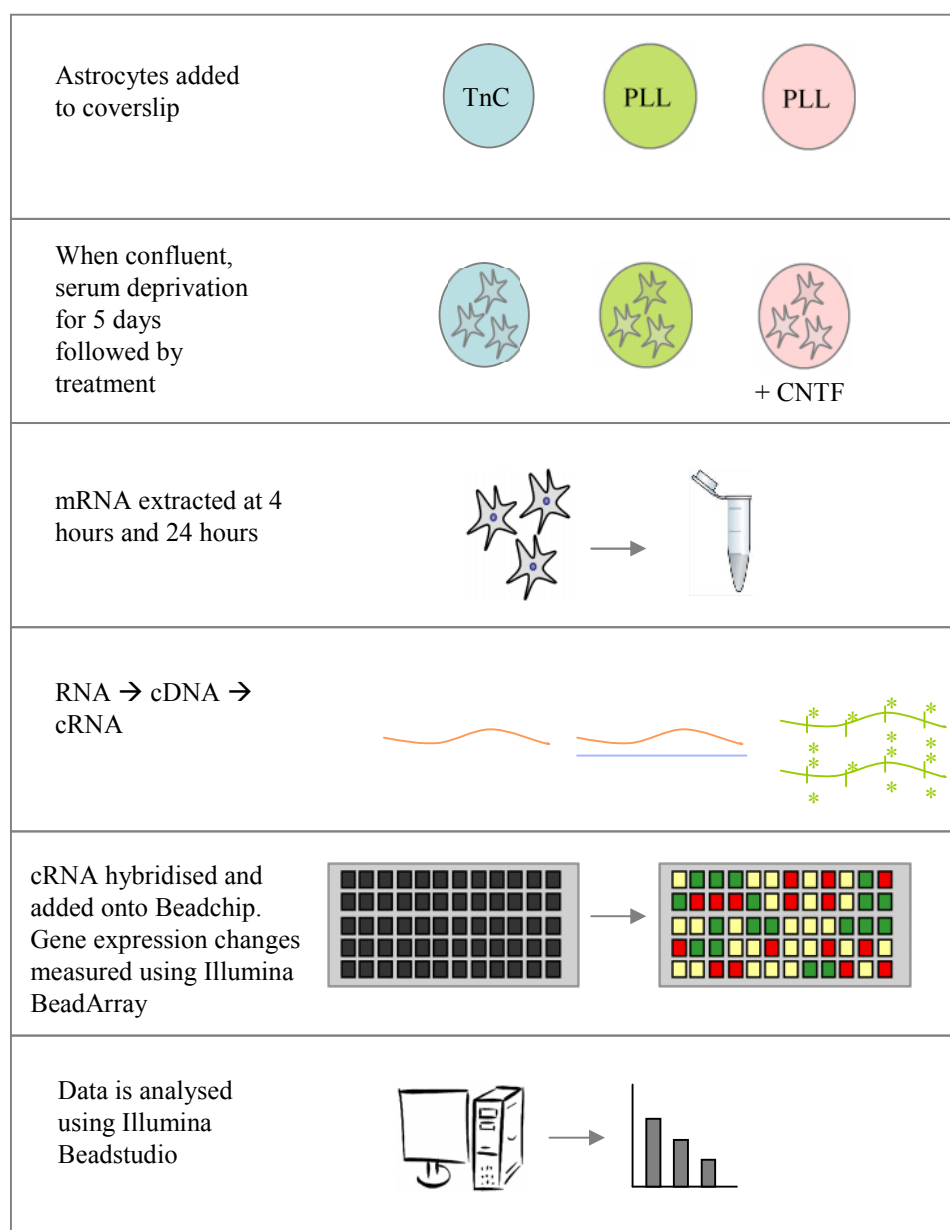 Astrocytes added
to coverslip
TnC
PLL
PLL
When confluent,
serum deprivation
for 5 days
followed by
treatment
+ CNTF
mRNA extracted at 4
hours and 24 hours
RNA → cDNA →
cRNA
cRNA hybridised and
added onto Beadchip.
Gene expression changes
measured using Illumina
BeadArray
Data is analysed
using Illumina
Beadstudio